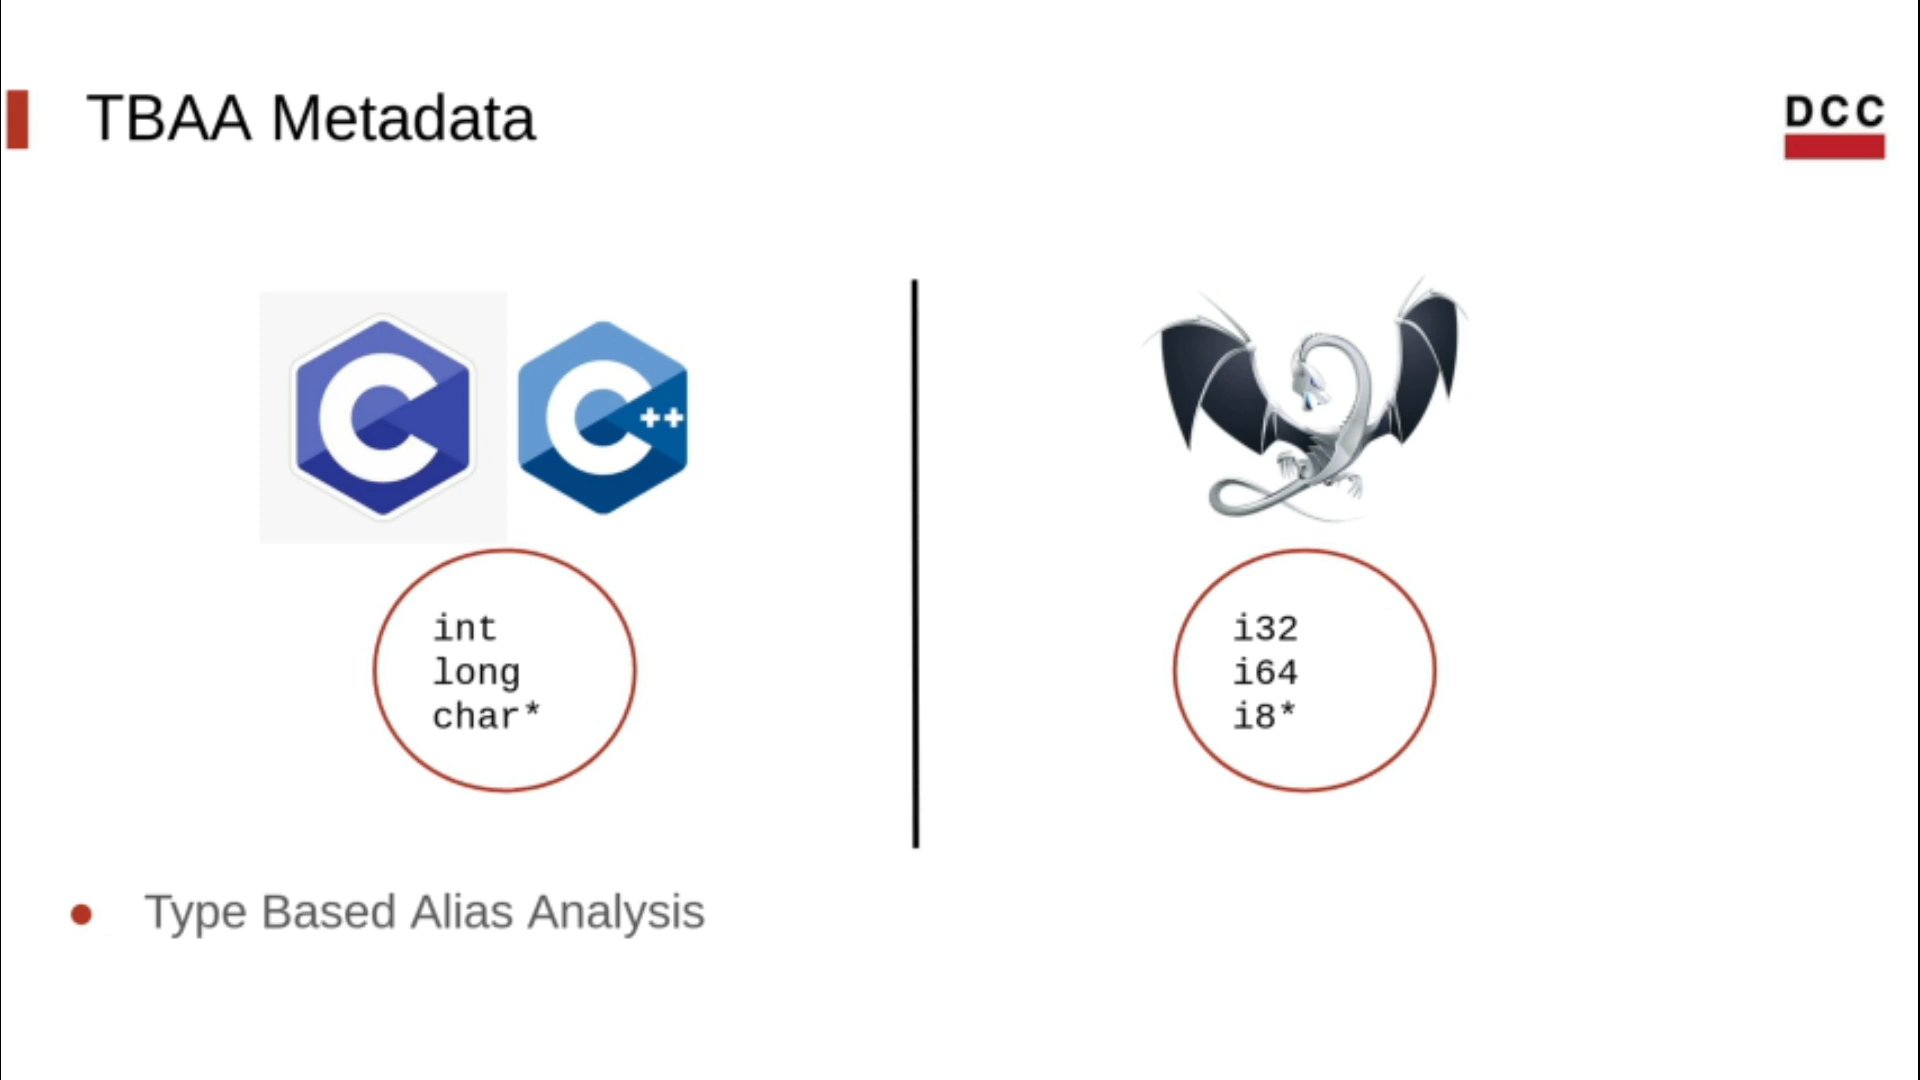 TBAA Metadata
DCC
C
C++
int
long
char*
i32
i64
i8*
Type Based Alias Analysis